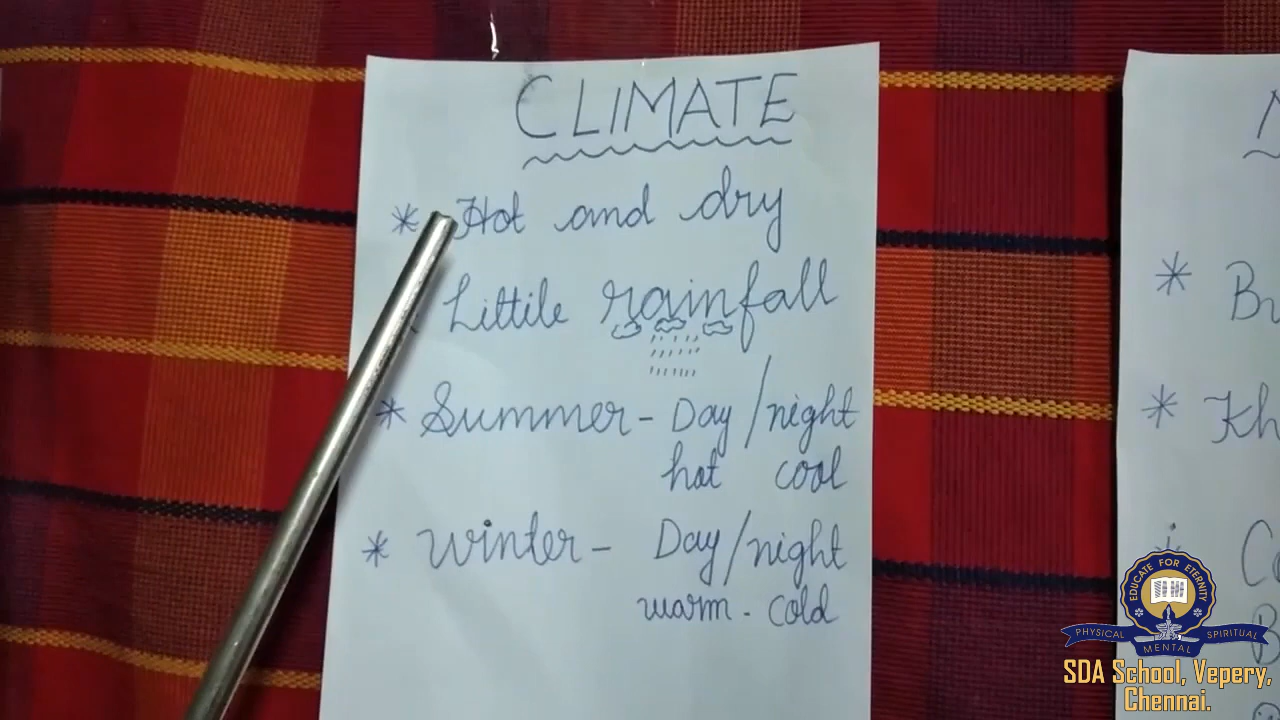 CLIMATE
* Hot and dry
Littile rainfall
* Summer - Day / night
hot cool
* Winter - Day / night
warm - cold
*
*
EDUCATE FOR ETERNITY
PHYSICAL MENTAL SPIRITUAL
SDA School, Vepery,
Chennai.